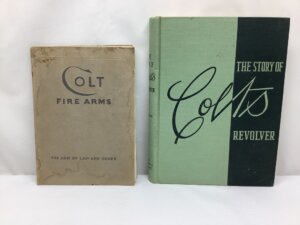 COLT
FIRE ARMS
THE ARM OF LAW AND ORDER
THE STORY OF
Colt's
REVOLVER